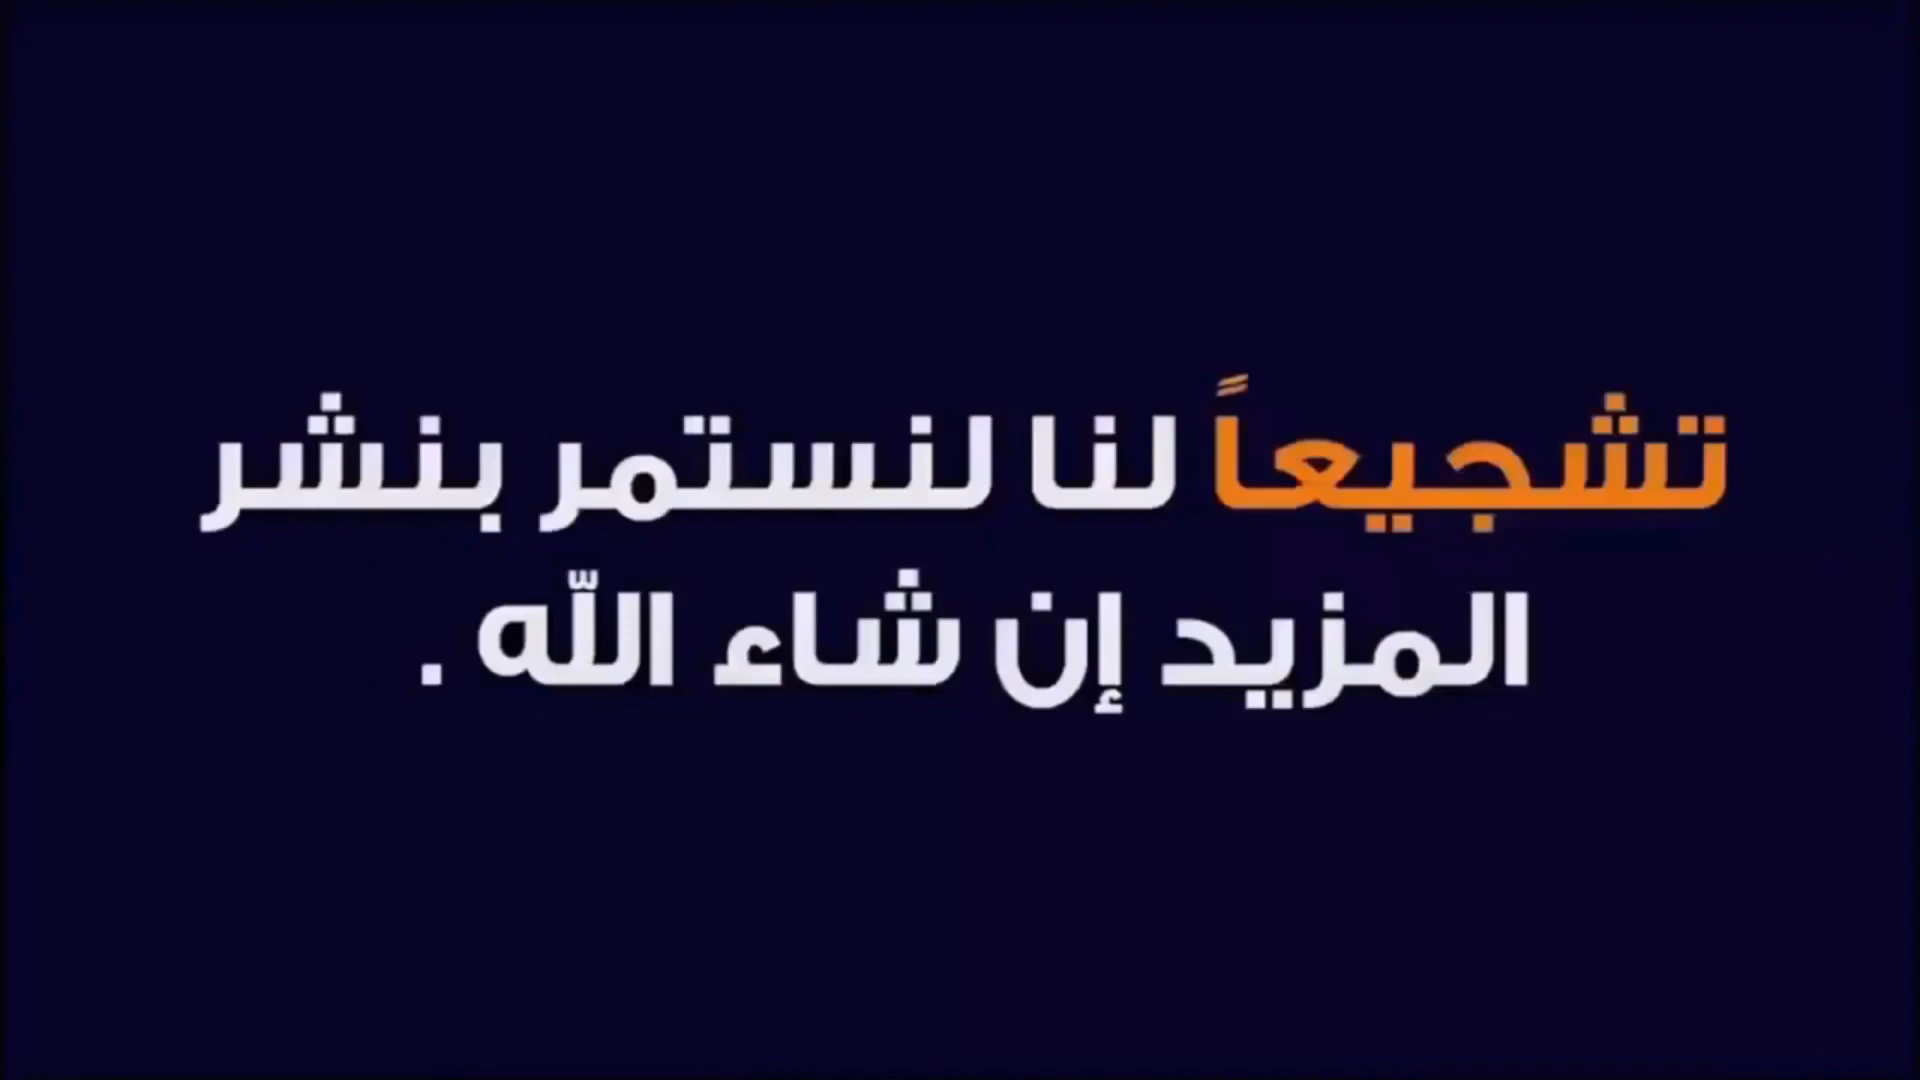 تشجيعاً لنا لنستمر بنشر
المزيد إن شاء اللّه .